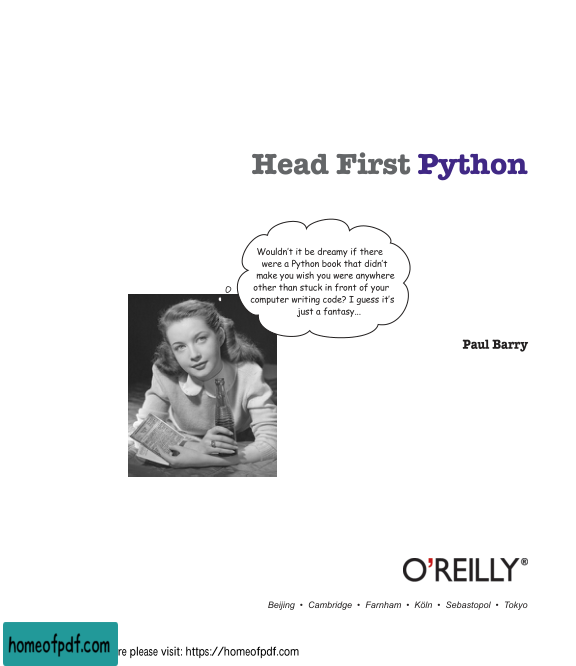 Head First Python
Wouldn't it be dreamy if there
were a Python book that didn't
make you wish you were anywhere
other than stuck in front of your
computer writing code? I guess it's
just a fantasy...
Paul Barry
O'REILLY®
Beijing • Cambridge • Farnham • Köln • Sebastopol • Tokyo
homeofpdf.com
re please visit: https://homeofpdf.com